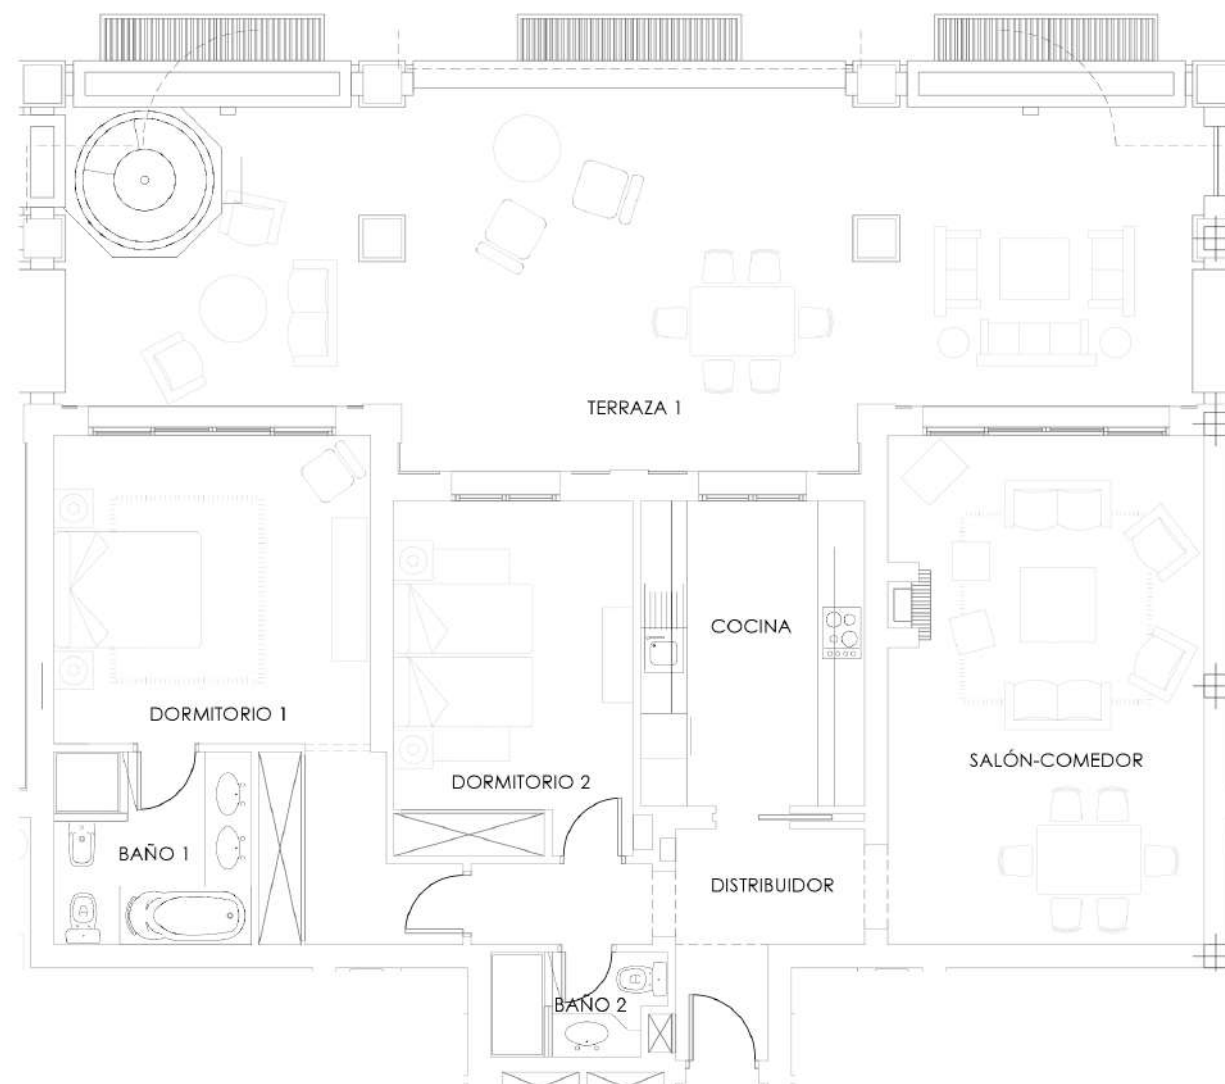 TERRAZA 1
COCINA
DORMITORIO 1
SALÓN-COMEDOR
DORMITORIO 2
BAÑO 1
DISTRIBUIDOR
BAÑO 2